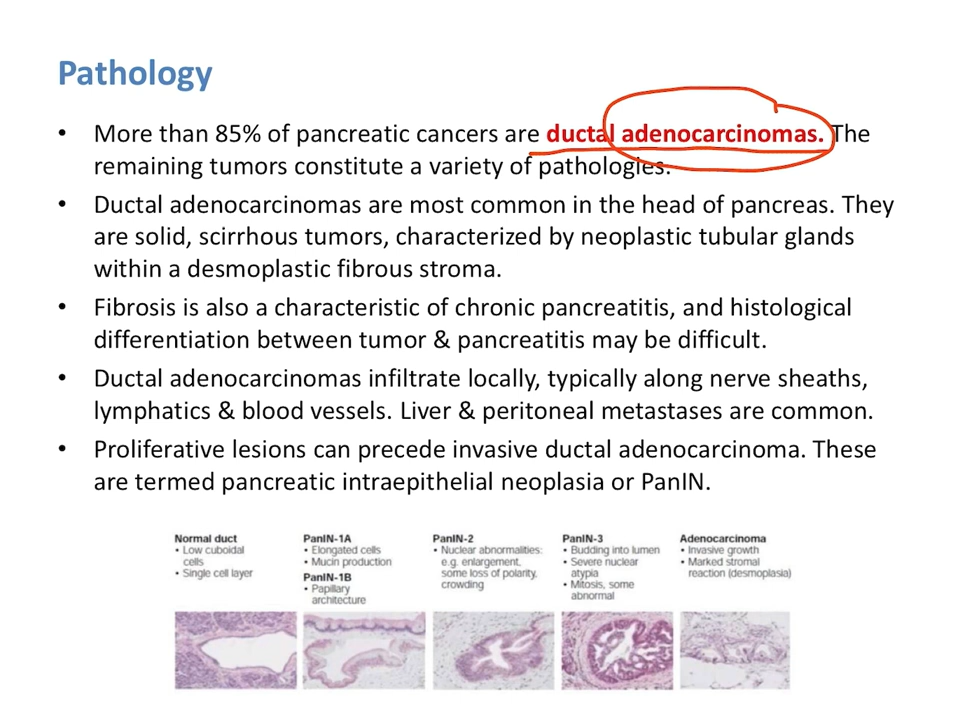 Pathology
• More than 85% of pancreatic cancers are ductal adenocarcinomas. The
remaining tumors constitute a variety of pathologies.
• Ductal adenocarcinomas are most common in the head of pancreas. They
are solid, scirrhous tumors, characterized by neoplastic tubular glands
within a desmoplastic fibrous stroma.
• Fibrosis is also a characteristic of chronic pancreatitis, and histological
differentiation between tumor & pancreatitis may be difficult.
• Ductal adenocarcinomas infiltrate locally, typically along nerve sheaths,
lymphatics & blood vessels. Liver & peritoneal metastases are common.
• Proliferative lesions can precede invasive ductal adenocarcinoma. These
are termed pancreatic intraepithelial neoplasia or PanIN.
Normal duct
• Low cuboidal
cells
• Single cell layer
PanIN-1A
• Elongated cells
• Mucin production
PanIN-1B
• Papillary
architecture
PanIN-2
• Nuclear abnormalities:
e.g. enlargement,
some loss of polarity,
crowding
PanIN-3
• Budding into lumen
• Severe nuclear
atypia
• Mitosis, some
abnormal
Adenocarcinoma
• Invasive growth
• Marked stromal
reaction (desmoplasia)